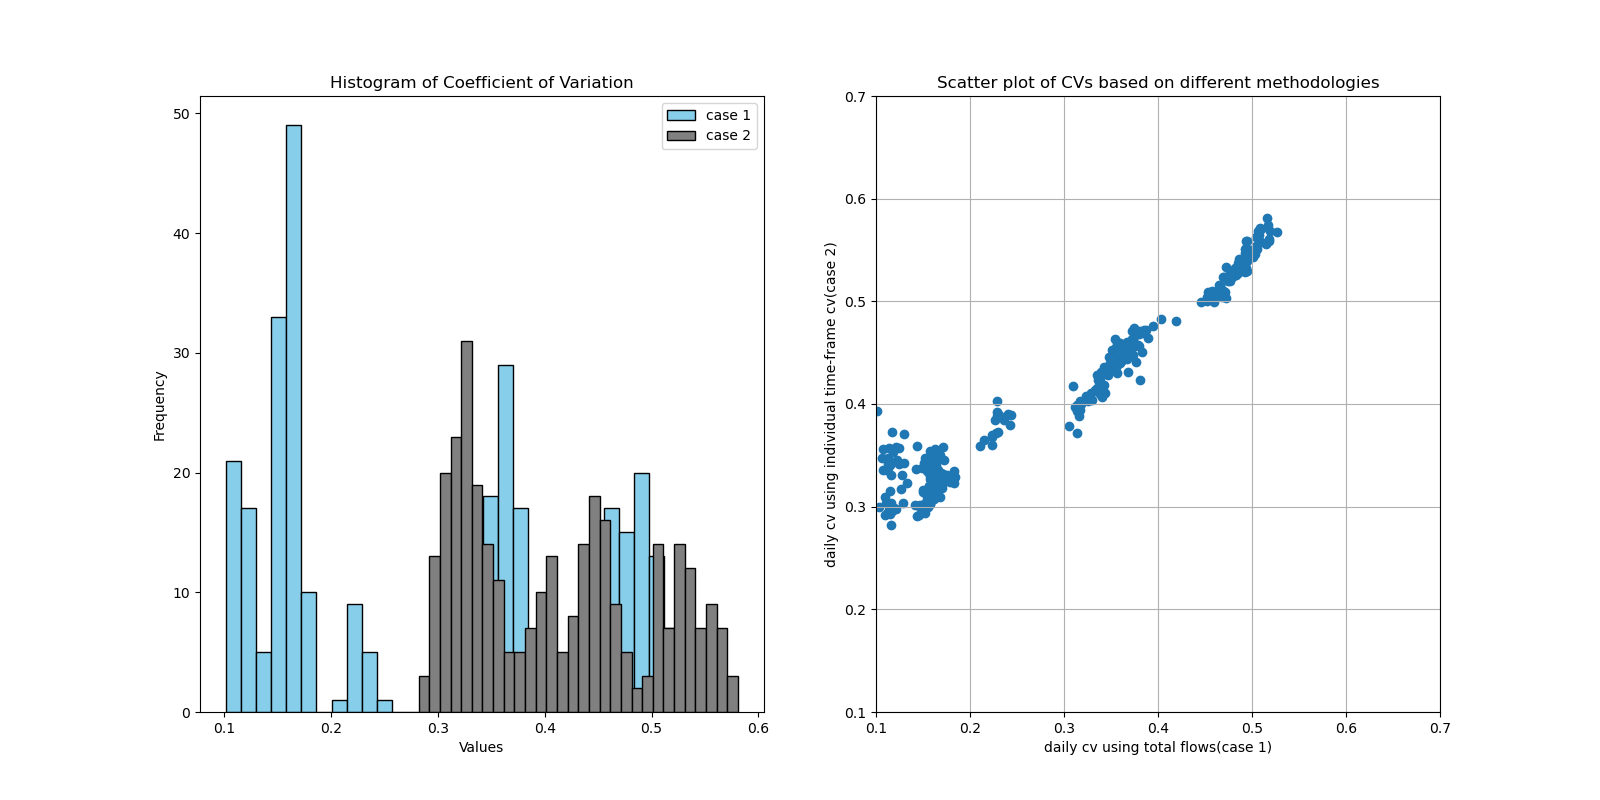 Histogram of Coefficient of Variation
case 1
case 2
50
40
30
20
10
0
Frequency
0.1 0.2 0.3 0.4 0.5 0.6
Values
Scatter plot of CVs based on different methodologies
0.7
0.6
0.5
0.4
0.3
0.2
0.1
daily cv using individual time-frame cv(case 2)
0.1 0.2 0.3 0.4 0.5 0.6 0.7
daily cv using total flows(case 1)